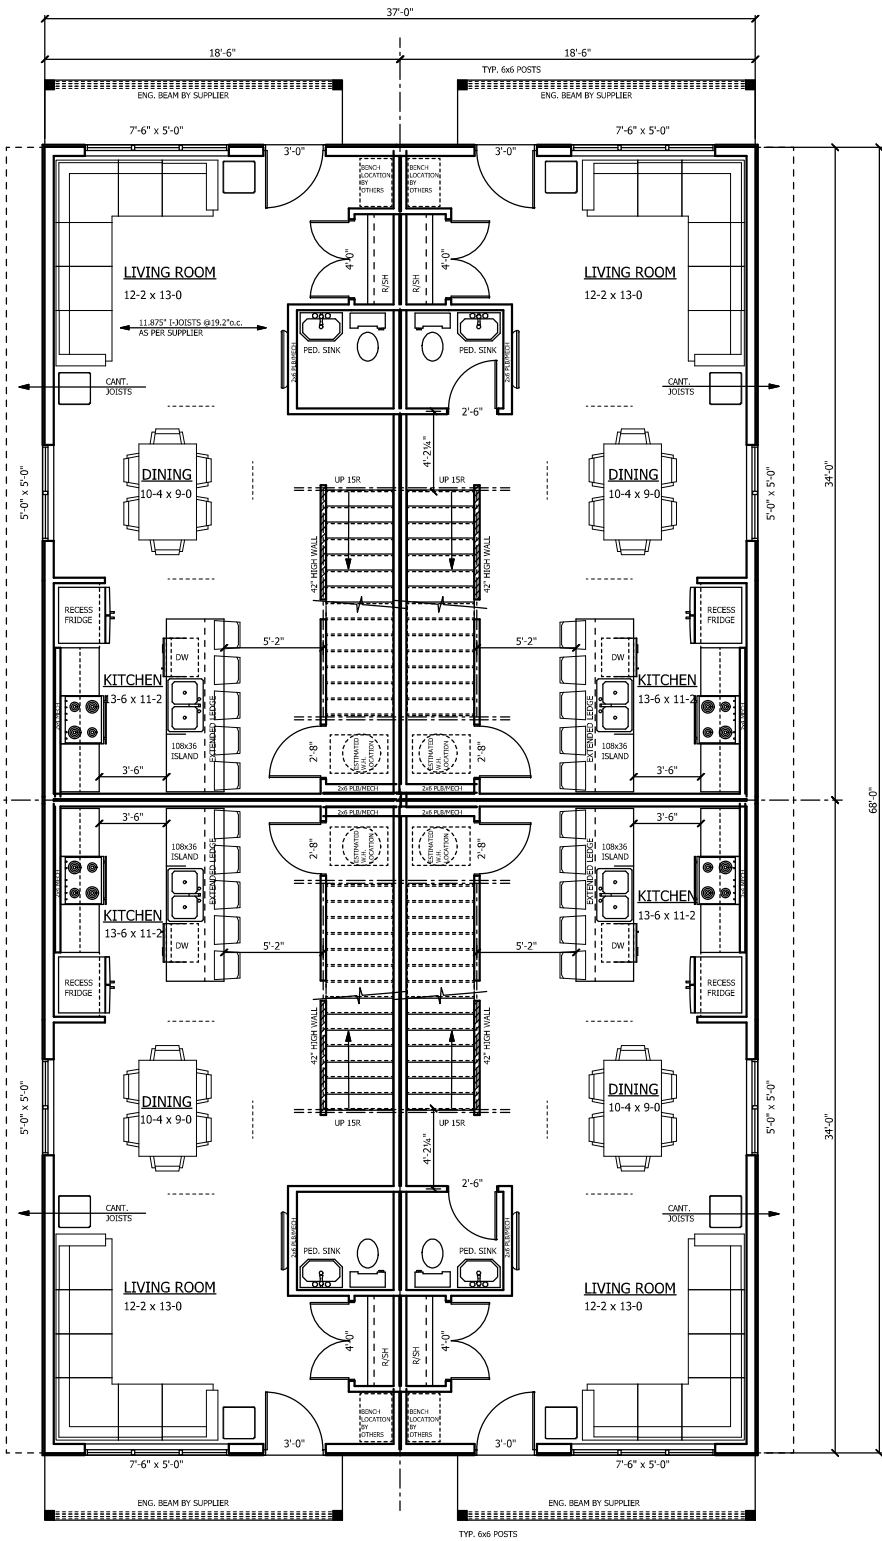 37'-0"
18'-6"
18'-6"
TYP. 6x6 POSTS
ENG. BEAM BY SUPPLIER
ENG. BEAM BY SUPPLIER
7'-6" x 5'-0"
7'-6" x 5'-0"
3'-0"
3'-0"
BENCH
LOCATION
BY
OTHERS
BENCH
LOCATION
BY
OTHERS
4'-0"
R/SH
R/SH
4'-0"
LIVING ROOM
12-2 x 13-0
LIVING ROOM
12-2 x 13-0
11.875" I-JOISTS @19.2"o.c.
AS PER SUPPLIER
PED. SINK
PED. SINK
2x6 PLB/MECH
2x6 PLB/MECH
CANT.
JOISTS
CANT.
JOISTS
2'-6"
4'-2¼"
DINING
10-4 x 9-0
DINING
10-4 x 9-0
5'-0" x 5'-0"
5'-0" x 5'-0"
34'-0"
UP 15R
UP 15R
42" HIGH WALL
42" HIGH WALL
RECESS
FRIDGE
RECESS
FRIDGE
5'-2"
5'-2"
DW
DW
KITCHEN
13-6 x 11-2
KITCHEN
13-6 x 11-2
EXTENDED LEDGE
EXTENDED LEDGE
108x36
ISLAND
108x36
ISLAND
3'-6"
3'-6"
2'-8"
2'-8"
ESTIMATED
W.H.
LOCATION
ESTIMATED
W.H.
LOCATION
2x6 PLB/MECH
2x6 PLB/MECH
68'-0"
2x6 PLB/MECH
2x6 PLB/MECH
3'-6"
3'-6"
108x36
ISLAND
108x36
ISLAND
2'-8"
2'-8"
ESTIMATED
W.H.
LOCATION
ESTIMATED
W.H.
LOCATION
EXTENDED LEDGE
EXTENDED LEDGE
KITCHEN
13-6 x 11-2
KITCHEN
13-6 x 11-2
DW
DW
5'-2"
5'-2"
RECESS
FRIDGE
RECESS
FRIDGE
42" HIGH WALL
42" HIGH WALL
UP 15R
UP 15R
5'-0" x 5'-0"
5'-0" x 5'-0"
DINING
10-4 x 9-0
DINING
10-4 x 9-0
34'-0"
4'-2¼"
2'-6"
CANT.
JOISTS
CANT.
JOISTS
2x6 PLB/MECH
2x6 PLB/MECH
PED. SINK
PED. SINK
LIVING ROOM
12-2 x 13-0
LIVING ROOM
12-2 x 13-0
4'-0"
R/SH
R/SH
4'-0"
BENCH
LOCATION
BY
OTHERS
BENCH
LOCATION
BY
OTHERS
3'-0"
3'-0"
7'-6" x 5'-0"
7'-6" x 5'-0"
ENG. BEAM BY SUPPLIER
ENG. BEAM BY SUPPLIER
TYP. 6x6 POSTS